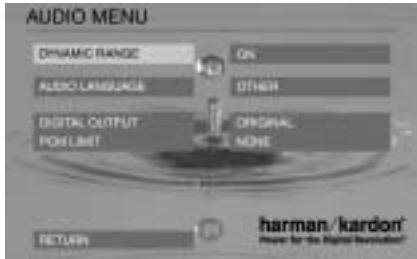 AUDIO MENU
DYNAMIC RANGE ON
AUDIO LANGUAGE OTHER
DIGITAL OUTPUT ORIGINAL
PCM LIMIT NONE
RETURN
harman/kardon
Power for the Digital Revolution